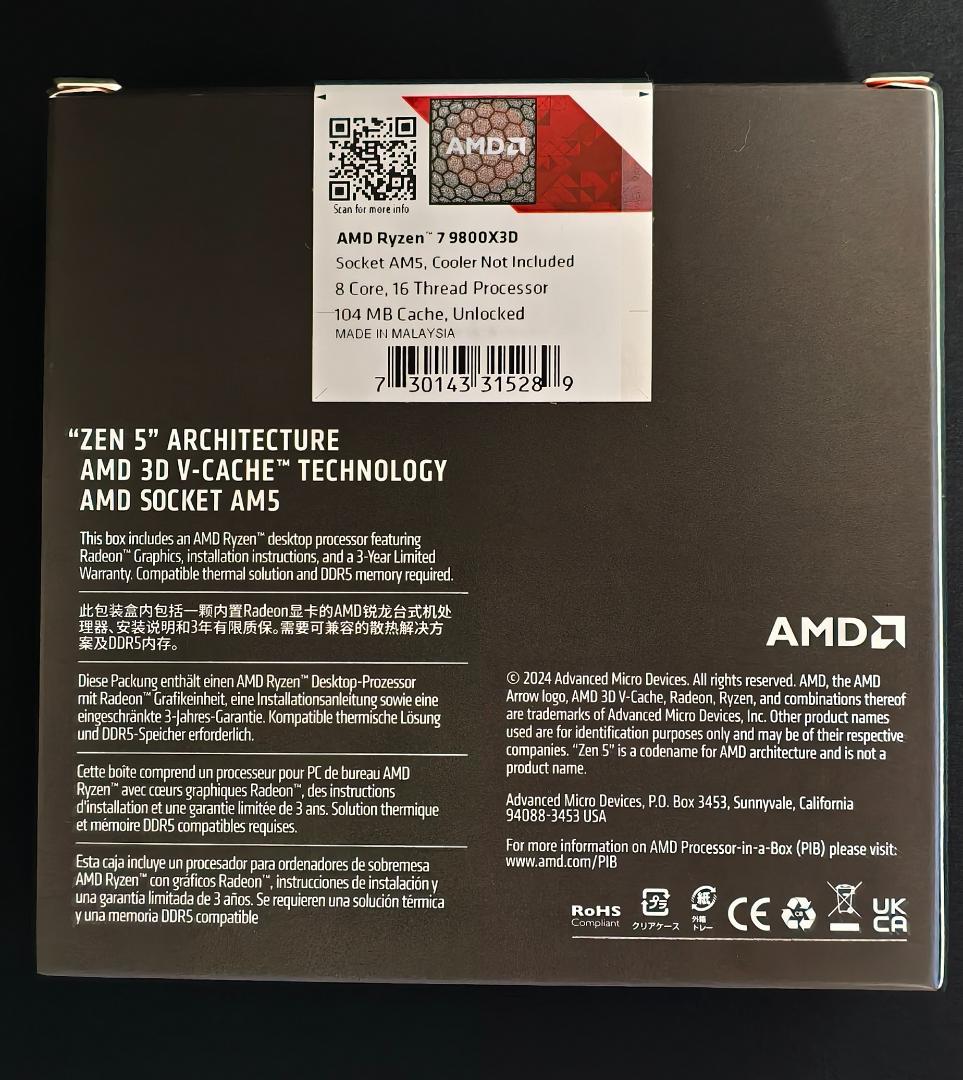 AMD
Scan for more info
AMD Ryzen™ 7 9800X3D
Socket AM5, Cooler Not Included
8 Core, 16 Thread Processor
104 MB Cache, Unlocked
MADE IN MALAYSIA
7 30143 31528 9
“ZEN 5” ARCHITECTURE
AMD 3D V-CACHE™ TECHNOLOGY
AMD SOCKET AM5
This box includes an AMD Ryzen™ desktop processor featuring
Radeon™ Graphics, installation instructions, and a 3-Year Limited
Warranty. Compatible thermal solution and DDR5 memory required.
此包装盒内包括一颗内置Radeon显卡的AMD锐龙台式机处
理器、安装说明和3年有限质保。需要可兼容的散热解决方
案及DDR5内存。
Diese Packung enthält einen AMD Ryzen™ Desktop-Prozessor
mit Radeon™ Grafikeinheit, eine Installationsanleitung sowie eine
eingeschränkte 3-Jahres-Garantie. Kompatible thermische Lösung
und DDR5-Speicher erforderlich.
Cette boîte comprend un processeur pour PC de bureau AMD
Ryzen™ avec cœurs graphiques Radeon™, des instructions
d'installation et une garantie limitée de 3 ans. Solution thermique
et mémoire DDR5 compatibles requises.
Esta caja incluye un procesador para ordenadores de sobremesa
AMD Ryzen™ con gráficos Radeon™, instrucciones de instalación y
una garantía limitada de 3 años. Se requieren una solución térmica
y una memoria DDR5 compatible
AMD
© 2024 Advanced Micro Devices. All rights reserved. AMD, the AMD
Arrow logo, AMD 3D V-Cache, Radeon, Ryzen, and combinations thereof
are trademarks of Advanced Micro Devices, Inc. Other product names
used are for identification purposes only and may be of their respective
companies. “Zen 5” is a codename for AMD architecture and is not a
product name.
Advanced Micro Devices, P.O. Box 3453, Sunnyvale, California
94088-3453 USA
For more information on AMD Processor-in-a-Box (PIB) please visit:
www.amd.com/PIB
RoHS
Compliant
プラ
クリアケース
紙
外箱
トレー
CE
UK
CA